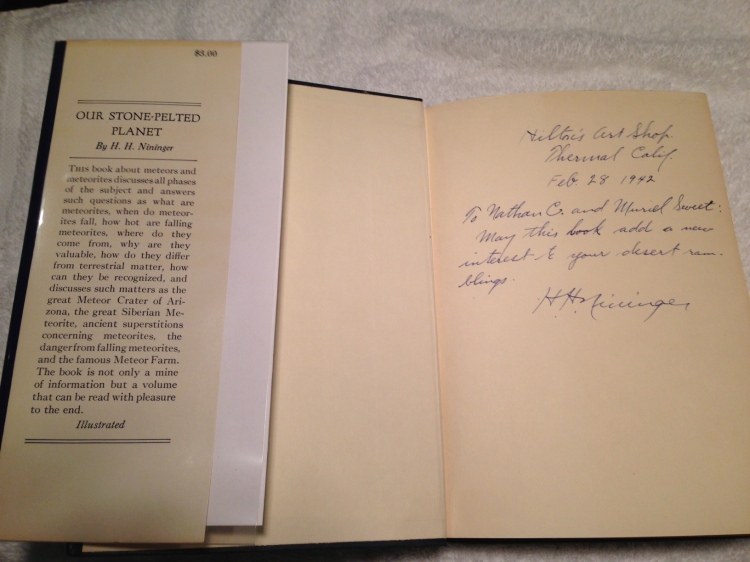 $3.00
OUR STONE-PELTED
PLANET
By H. H. Nininger
This book about meteors and
meteorites discusses all phases
of the subject and answers
such questions as what are
meteorites, when do meteor-
ites fall, how hot are falling
meteorites, where do they
come from, why are they
valuable, how do they differ
from terrestrial matter, how
can they be recognized, and
discusses such matters as the
great Meteor Crater of Ari-
zona, the great Siberian Me-
teorite, ancient superstitions
concerning meteorites, the
danger from falling meteorites,
and the famous Meteor Farm.
The book is not only a mine
of information but a volume
that can be read with pleasure
to the end.
Illustrated
Hilton's Art Shop.
Thermal Calif.
Feb. 28 1942
To Nathan C. and Muriel Sweet:
May this book add a new
interest to your desert ram-
blings.
H H Nininger